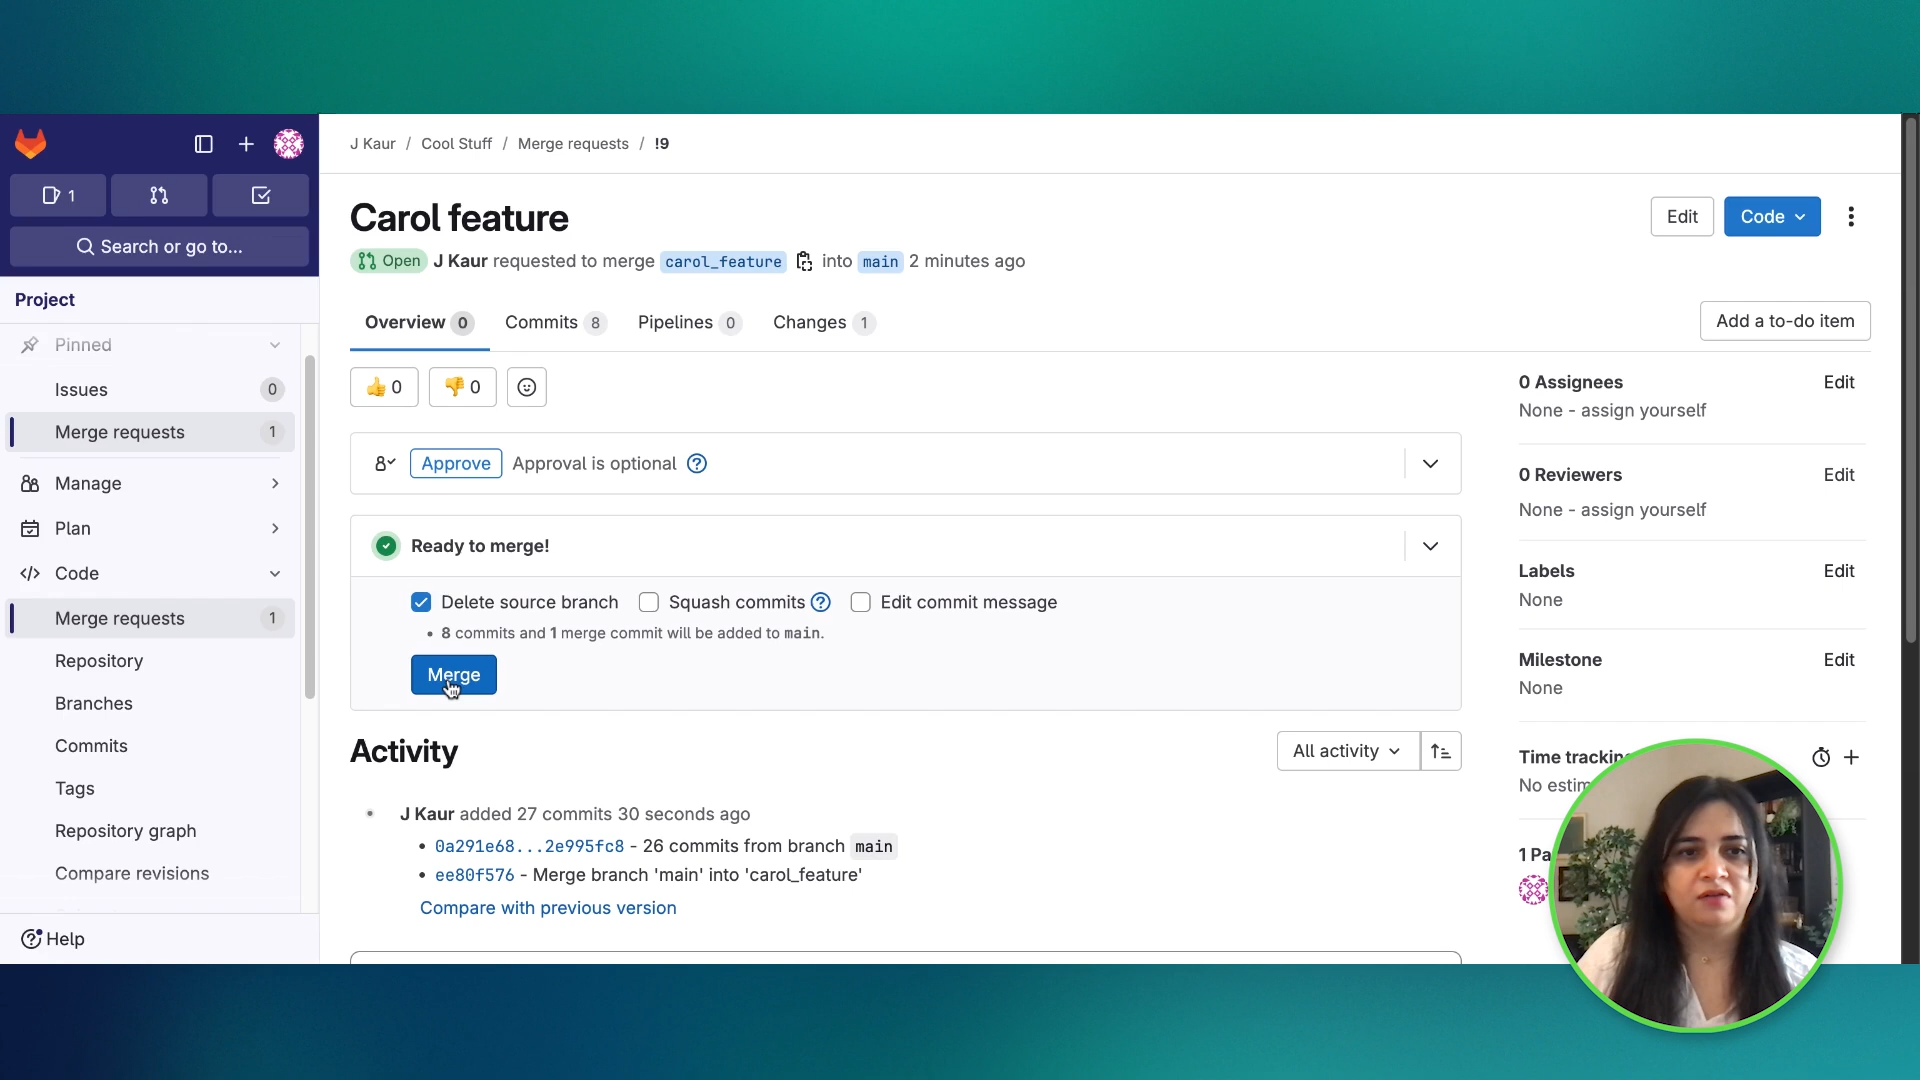 J Kaur / Cool Stuff / Merge requests / !9
1
Search or go to...
Project
Pinned
Issues 0
Merge requests 1
Manage
Plan
Code
Merge requests 1
Repository
Branches
Commits
Tags
Repository graph
Compare revisions
Help
Carol feature
Edit
Code
Open J Kaur requested to merge carol_feature into main 2 minutes ago
Overview 0 Commits 8 Pipelines 0 Changes 1
Add a to-do item
👍 0 👎 0
Approve Approval is optional
Ready to merge!
Delete source branch Squash commits Edit commit message
• 8 commits and 1 merge commit will be added to main.
Merge
Activity
All activity
J Kaur added 27 commits 30 seconds ago
• 0a291e68...2e995fc8 - 26 commits from branch main
• ee80f576 - Merge branch 'main' into 'carol_feature'
Compare with previous version
0 Assignees Edit
None - assign yourself
0 Reviewers Edit
None - assign yourself
Labels Edit
None
Milestone Edit
None
Time tracking
No estim
1 Pa